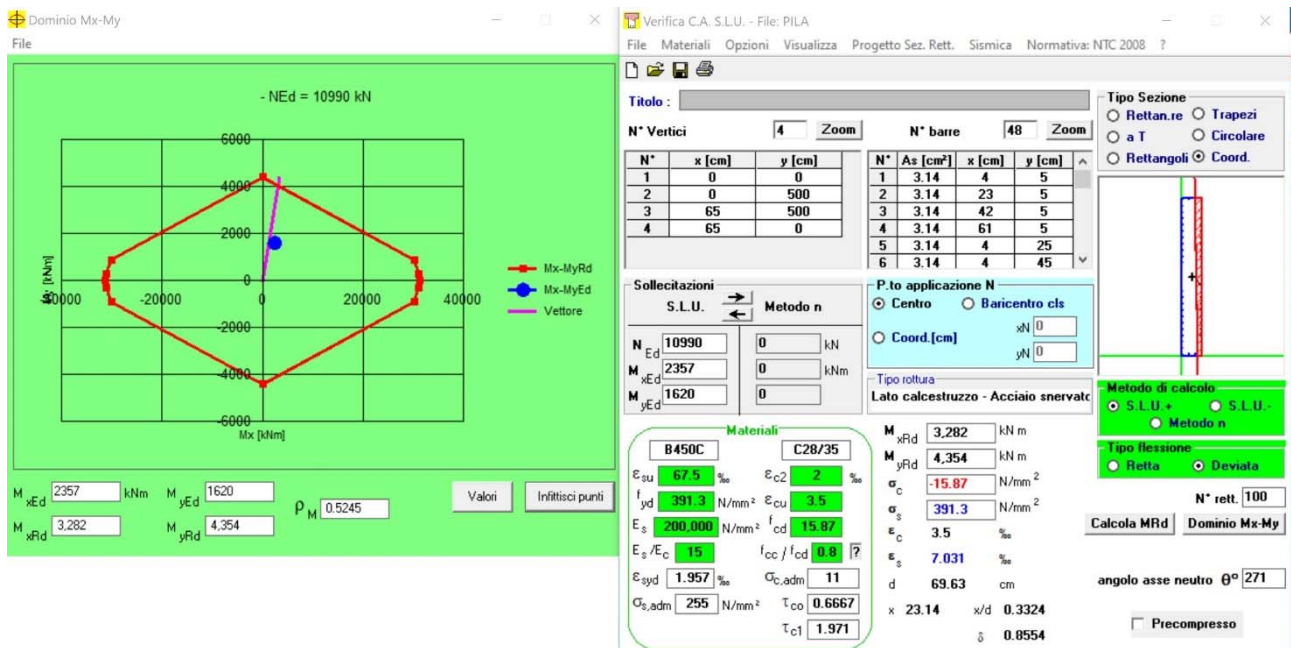 Dominio Mx-My
File
- NEd = 10990 kN
6000
4000
2000
0
-2000
-4000
-6000
My [kNm]
-40000 -20000 0 20000 40000
Mx [kNm]
Mx-MyRd
Mx-MyEd
Vettore
M xEd 2357 kNm M yEd 1620
M xRd 3,282 M yRd 4,354
ρ M 0.5245
Valori
Infittisci punti
Verifica C.A. S.L.U. - File: PILA
File Materiali Opzioni Visualizza Progetto Sez. Rett. Sismica Normativa: NTC 2008 ?
Titolo :
N° Vertici 4 Zoom
N° barre 48 Zoom
N° x [cm] y [cm]
1 0 0
2 0 500
3 65 500
4 65 0
N° As [cm²] x [cm] y [cm]
1 3.14 4 5
2 3.14 23 5
3 3.14 42 5
4 3.14 61 5
5 3.14 4 25
6 3.14 4 45
Tipo Sezione
Rettan.re Trapezi
a T Circolare
Rettangoli Coord.
Sollecitazioni
S.L.U. Metodo n
N Ed 10990 0 kN
M xEd 2357 0 kNm
M yEd 1620 0
P.to applicazione N
Centro Baricentro cls
Coord.[cm] xN 0
yN 0
Tipo rottura
Lato calcestruzzo - Acciaio snervato
Metodo di calcolo
S.L.U.+ S.L.U.-
Metodo n
Tipo flessione
Retta Deviata
Materiali
B450C C28/35
εsu 67.5 ‰ εc2 2 ‰
fyd 391.3 N/mm² εcu 3.5
Es 200,000 N/mm² fcd 15.87
Es/Ec 15 fcc / fcd 0.8 ?
εsyd 1.957 ‰ σc,adm 11
σs,adm 255 N/mm² τco 0.6667
τc1 1.971
M xRd 3,282 kN m
M yRd 4,354 kN m
σc -15.87 N/mm²
σs 391.3 N/mm²
εc 3.5 ‰
εs 7.031 ‰
d 69.63 cm
x 23.14 x/d 0.3324
δ 0.8554
N° rett. 100
Calcola MRd Dominio Mx-My
angolo asse neutro θ° 271
Precompresso